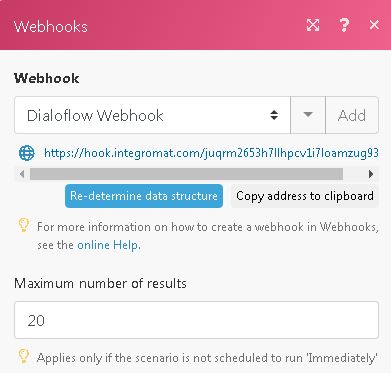 Webhooks ?
Webhook
Dialoflow Webhook Add
https://hook.integromat.com/juqrm2653h7llhpcv1i7loamzug93
Re-determine data structure Copy address to clipboard
For more information on how to create a webhook in Webhooks,
see the online Help.
Maximum number of results
20
Applies only if the scenario is not scheduled to run 'Immediately'